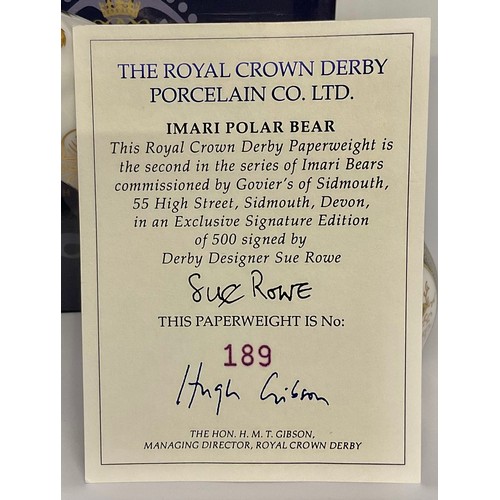 THE ROYAL CROWN DERBY
PORCELAIN CO. LTD.
IMARI POLAR BEAR
This Royal Crown Derby Paperweight is
the second in the series of Imari Bears
commissioned by Govier's of Sidmouth,
55 High Street, Sidmouth, Devon,
in an Exclusive Signature Edition
of 500 signed by
Derby Designer Sue Rowe
Sue Rowe
THIS PAPERWEIGHT IS No:
189
Hugh Gibson
THE HON. H. M. T. GIBSON,
MANAGING DIRECTOR, ROYAL CROWN DERBY